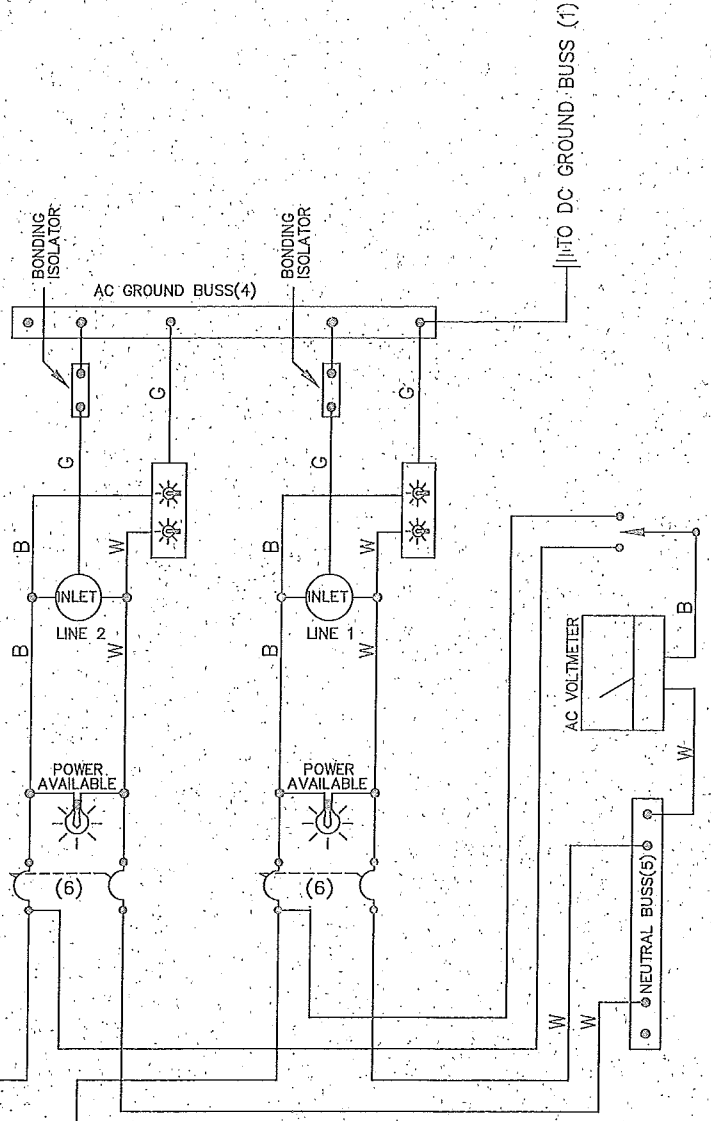 TO DC GROUND BUSS (1)
BONDING
ISOLATOR
BONDING
ISOLATOR
AC GROUND BUSS(4)
G
G
G
G
B
W
B
W
INLET
LINE 2
INLET
LINE 1
B
W
B
W
AC VOLTMETER
B
W
POWER
AVAILABLE
POWER
AVAILABLE
(6)
(6)
NEUTRAL BUSS(5)
W
W